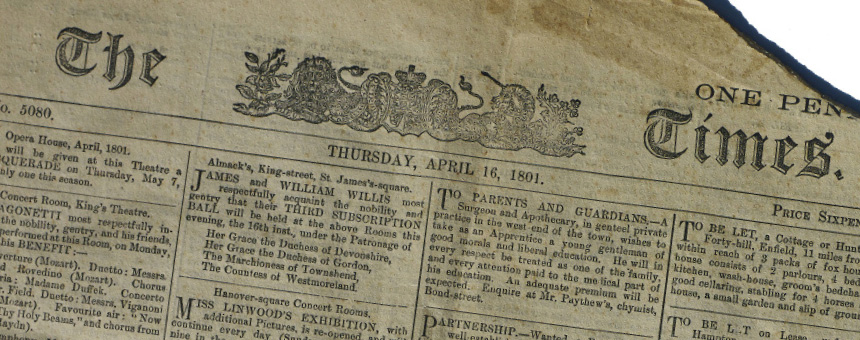 The
ONE PEN
Times.
No. 5080.
THURSDAY, APRIL 16, 1801.
PRICE SIXPEN
Opera House, April, 1801.
will be given at this Theatre a
QUERADE on Thursday, May 7,
only one this season.
Concert Room, King's Theatre.
AGONETTI most respectfully in-
the nobility, gentry, and his friends,
performed at this Room, on Monday,
his BENEFIT :—
verture (Mozart). Duetto: Messrs.
d Rovedino (Mozart). Chorus
ria; Madame Duffek. Concerto
r. Field, Duetto: Messrs. Viganoni
Mozart). Favourite air: "Now
Thy Holy Beams," and chorus from
Haydn).
Almack's, King-street, St. James's-square.
JAMES and WILLIAM WILLIS most
respectfully acquaint the nobility and
gentry that their THIRD SUBSCRIPTION
BALL will be held at the above Rooms this
evening, the 16th inst., under the Patronage of
Her Grace the Duchess of Devonshire,
Her Grace the Duchess of Gordon,
The Marchioness of Townshend,
The Countess of Westmoreland.
Hanover-square Concert Rooms.
MISS LINWOOD'S EXHIBITION, with
additional Pictures, is re-opened and
continue every day (Sund
nine in the
TO PARENTS AND GUARDIANS,—A
Surgeon and Apothecary, in genteel private
practice in the west-end of the town, wishes to
take as an Apprentice a young gentleman of
good morals and liberal education. He will in
every respect be treated as one of the family,
and every attention paid to the medical part of
his education. An adequate premium will be
expected. Enquire at Mr. Paythew's, chymist,
Bond-street.
PARTNERSHIP.—Wanted, a
well-establi
TO BE LET, a Cottage or Hunt
Forty-hill, Enfield, 11 miles fro
within reach of 3 packs of fox hou
house consists of 2 parlours, 4 bed
kitchen, wash-house, groom's bedcha
good cellaring, stabling for 4 horses
house, a small garden and slip of groun
TO BE L.T on Lease
Hampton